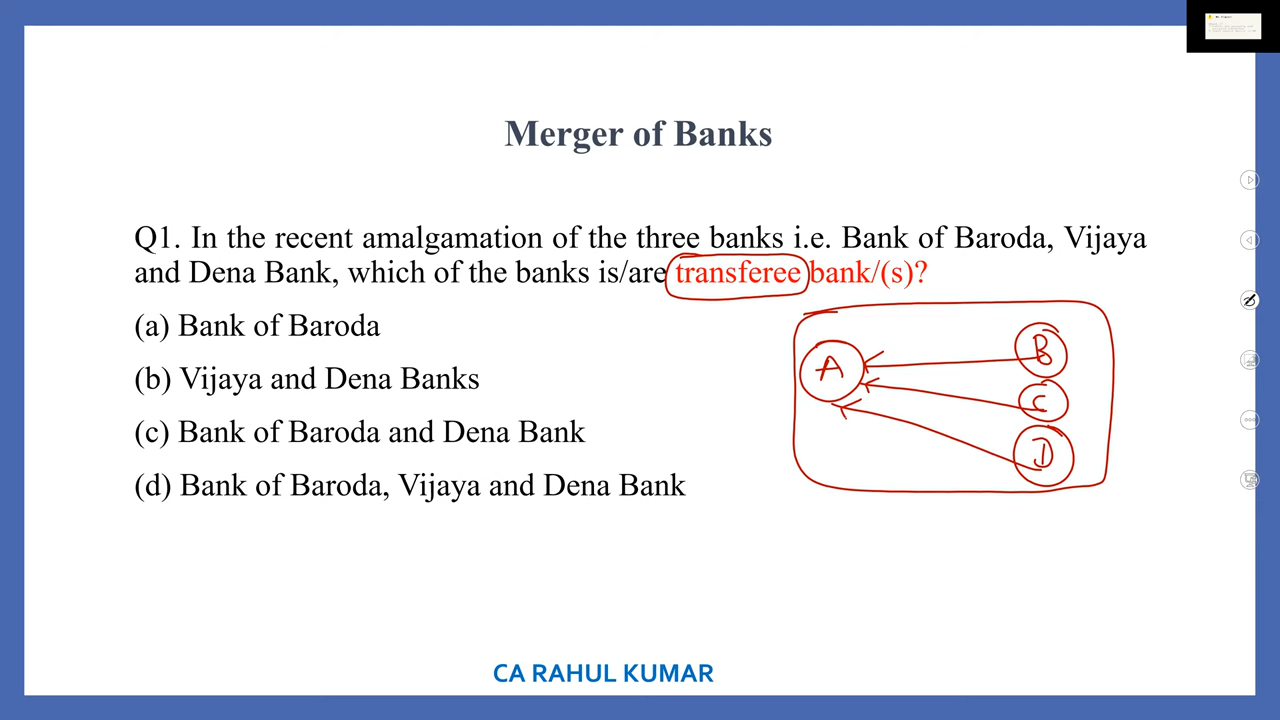 Merger of Banks
Q1. In the recent amalgamation of the three banks i.e. Bank of Baroda, Vijaya
and Dena Bank, which of the banks is/are transferee bank/(s)?
(a) Bank of Baroda
(b) Vijaya and Dena Banks
(c) Bank of Baroda and Dena Bank
(d) Bank of Baroda, Vijaya and Dena Bank
A
B
C
D
CA RAHUL KUMAR